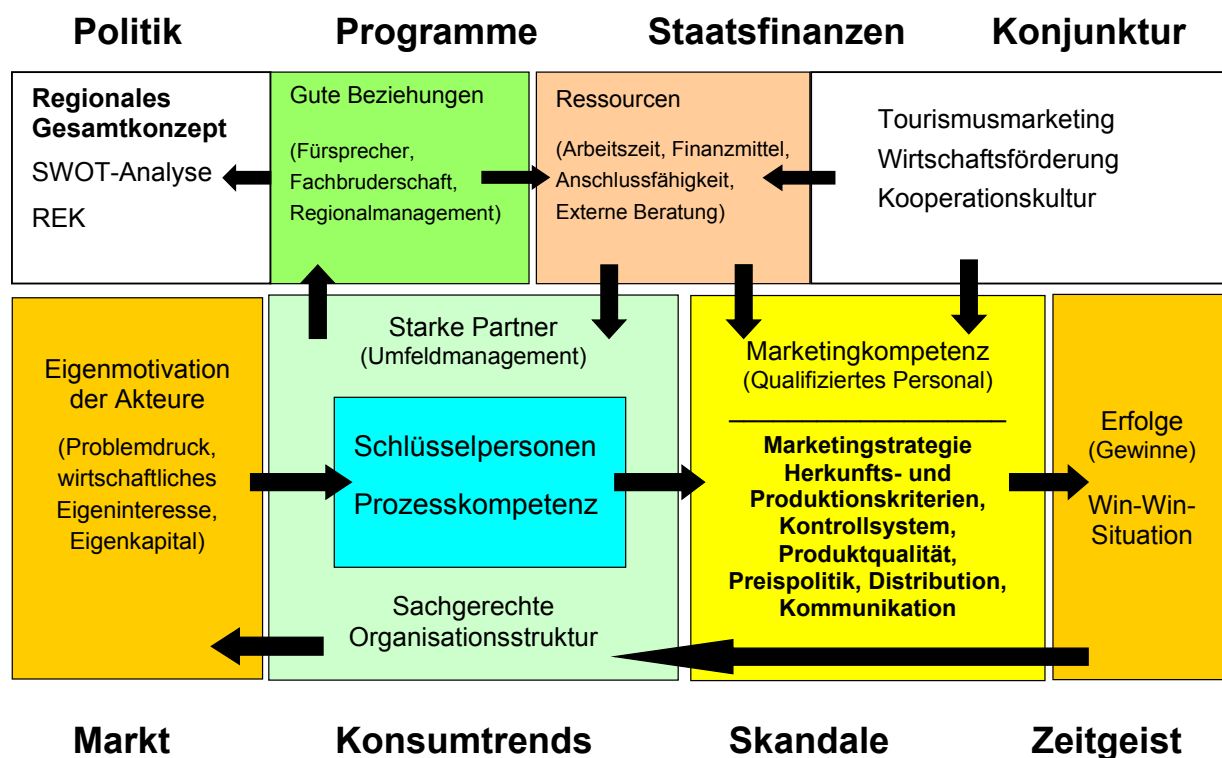 Politik Programme Staatsfinanzen Konjunktur
Regionales
Gesamtkonzept
SWOT-Analyse
REK
Gute Beziehungen
(Fürsprecher,
Fachbruderschaft,
Regionalmanagement)
Ressourcen
(Arbeitszeit, Finanzmittel,
Anschlussfähigkeit,
Externe Beratung)
Tourismusmarketing
Wirtschaftsförderung
Kooperationskultur
Eigenmotivation
der Akteure
(Problemdruck,
wirtschaftliches
Eigeninteresse,
Eigenkapital)
Starke Partner
(Umfeldmanagement)
Schlüsselpersonen
Prozesskompetenz
Sachgerechte
Organisationsstruktur
Marketingkompetenz
(Qualifiziertes Personal)
Marketingstrategie
Herkunfts- und
Produktionskriterien,
Kontrollsystem,
Produktqualität,
Preispolitik, Distribution,
Kommunikation
Erfolge
(Gewinne)
Win-Win-
Situation
Markt Konsumtrends Skandale Zeitgeist